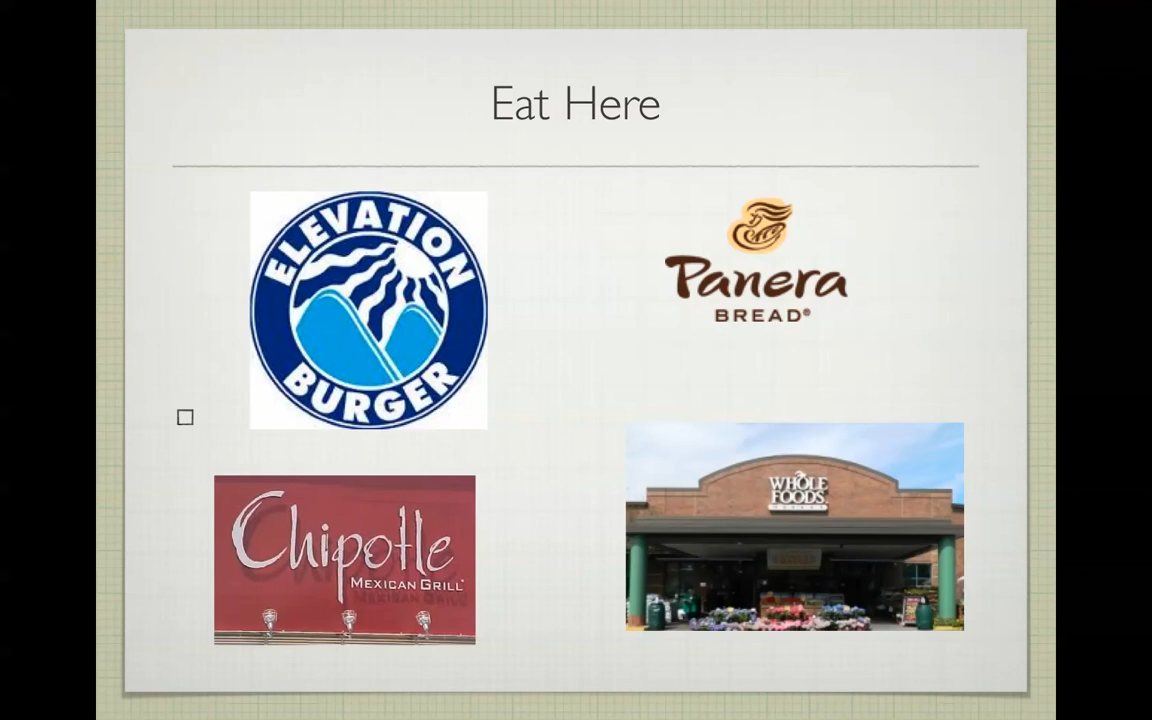 Eat Here
ELEVATION
BURGER
Panera
BREAD®
Chipotle
MEXICAN GRILL
WHOLE
FOODS